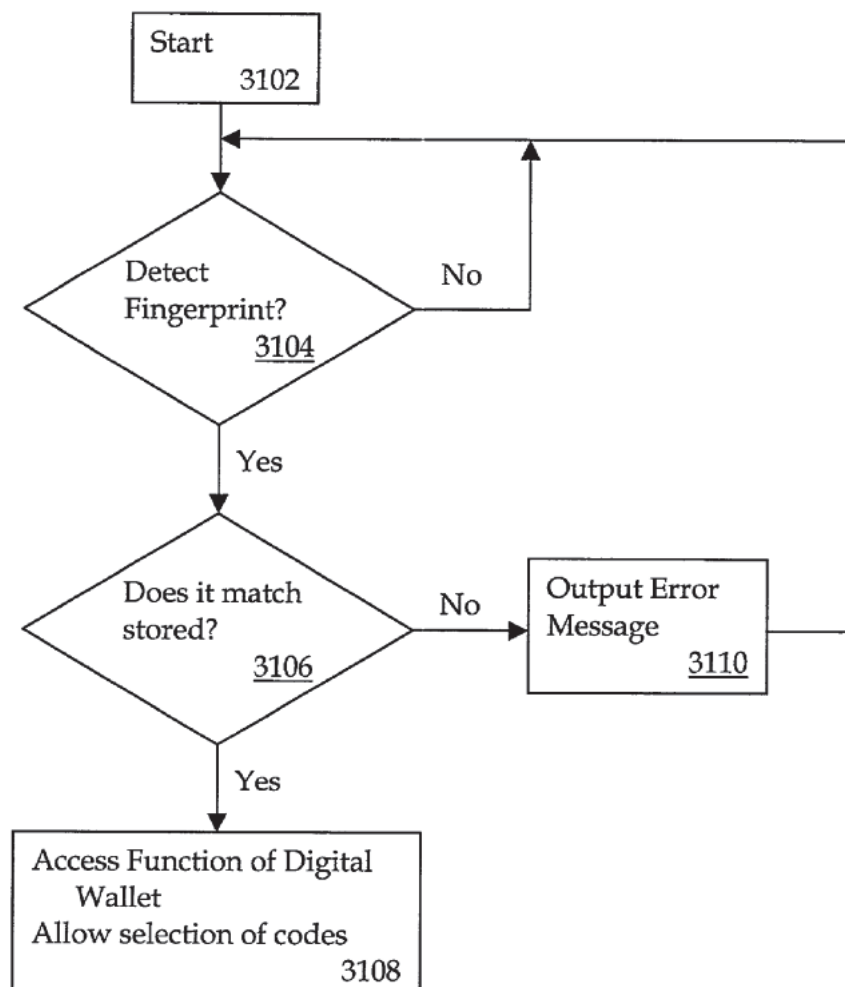 Start
3102
Detect
Fingerprint?
3104
No
Yes
Does it match
stored?
3106
No
Output Error
Message
3110
Yes
Access Function of Digital
Wallet
Allow selection of codes
3108